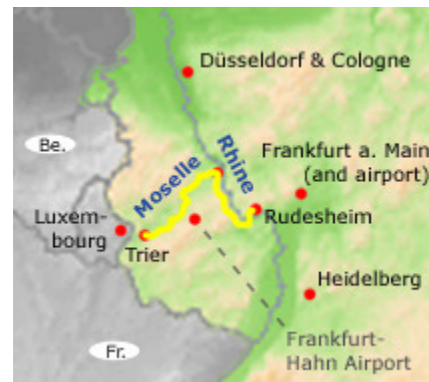 Düsseldorf & Cologne
Be.
Moselle
Rhine
Frankfurt a. Main
(and airport)
Luxem-
bourg
Rudesheim
Trier
Heidelberg
Fr.
Frankfurt-
Hahn Airport